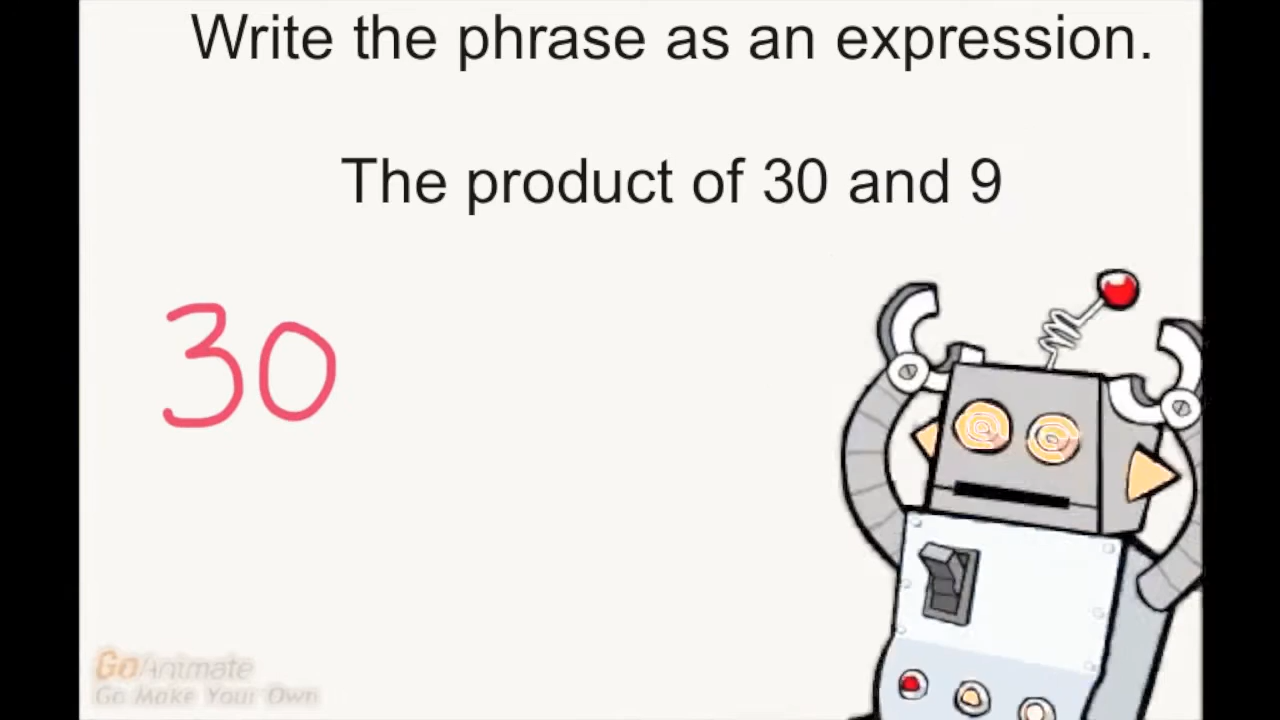 Write the phrase as an expression.
The product of 30 and 9
30
GoAnimate
Go Make Your Own